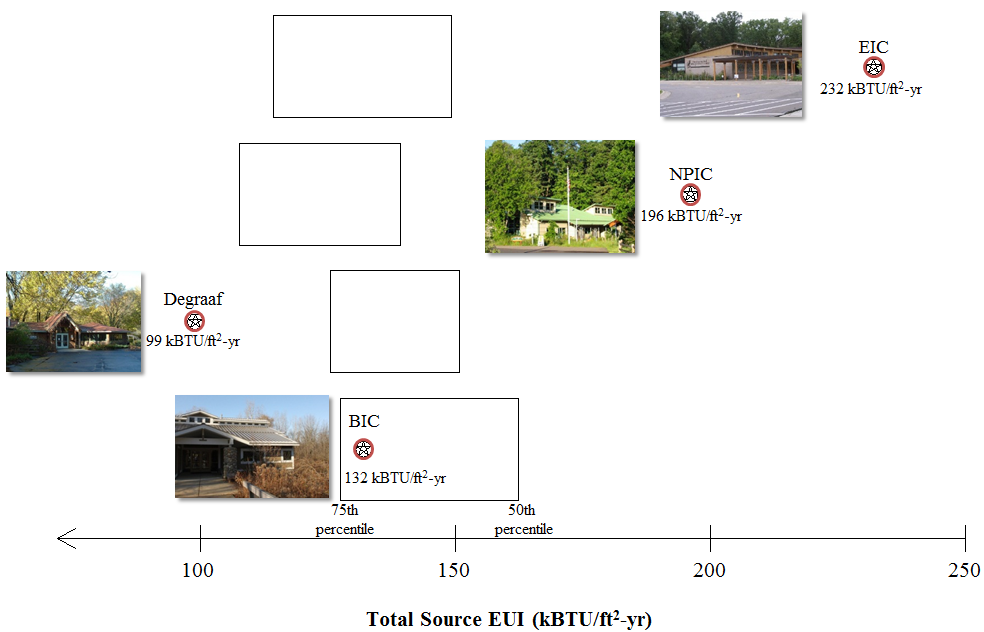 EIC
232 kBTU/ft²-yr
NPIC
196 kBTU/ft²-yr
Degraaf
99 kBTU/ft²-yr
BIC
132 kBTU/ft²-yr
75th
percentile
50th
percentile
100
150
200
250
Total Source EUI (kBTU/ft²-yr)